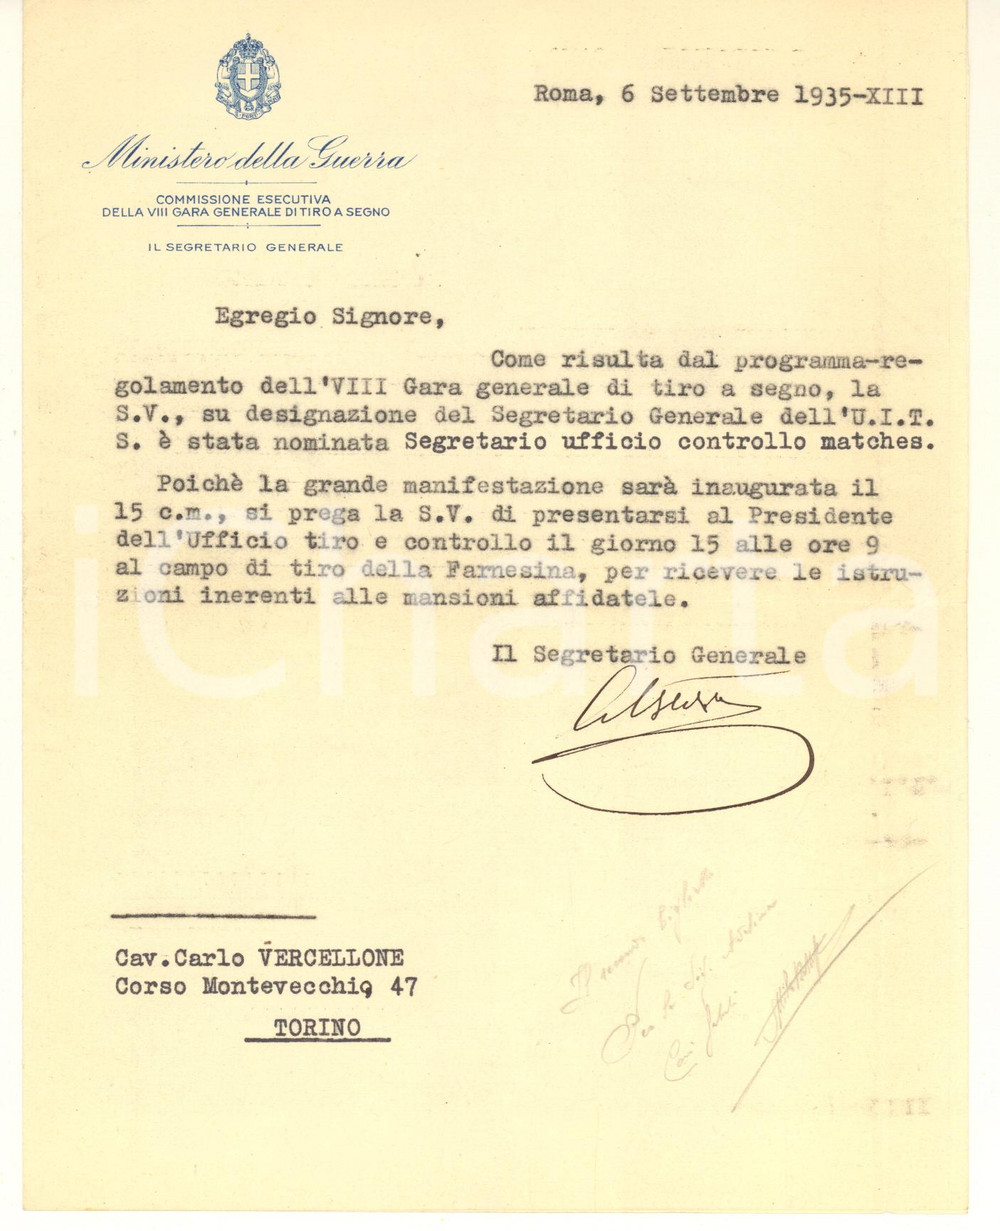 Roma, 6 Settembre 1935-XIII
Ministero della Guerra
COMMISSIONE ESECUTIVA
DELLA VIII GARA GENERALE DI TIRO A SEGNO
IL SEGRETARIO GENERALE
Egregio Signore,
Come risulta dal programma-re-
golamento dell'VIII Gara generale di tiro a segno, la
S.V., su designazione del Segretario Generale dell'U.I.T.
S. è stata nominata Segretario ufficio controllo matches.
Poichè la grande manifestazione sarà inaugurata il
15 c.m., si prega la S.V. di presentarsi al Presidente
dell'Ufficio tiro e controllo il giorno 15 alle ore 9
al campo di tiro della Farnesina, per ricevere le istru-
zioni inerenti alle mansioni affidatele.
Il Segretario Generale
Cav.Carlo VERCELLONE
Corso Montevecchio 47
TORINO
iCharta